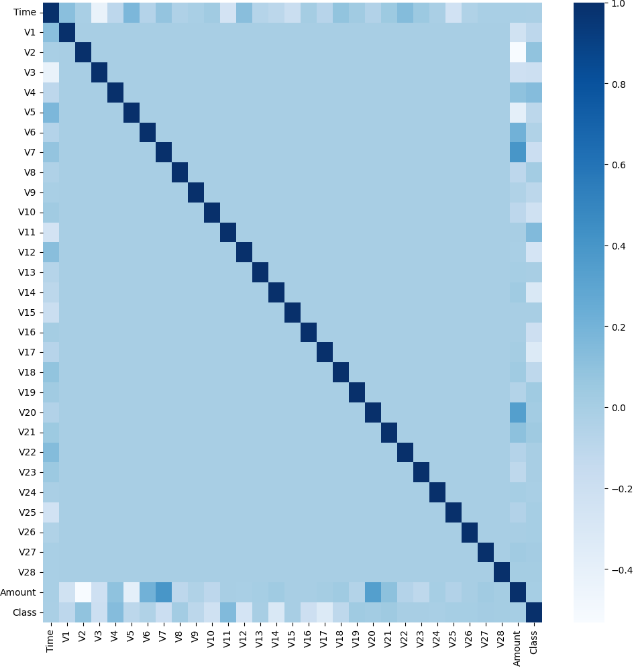 Time
V1
V2
V3
V4
V5
V6
V7
V8
V9
V10
V11
V12
V13
V14
V15
V16
V17
V18
V19
V20
V21
V22
V23
V24
V25
V26
V27
V28
Amount
Class
Time V1 V2 V3 V4 V5 V6 V7 V8 V9 V10 V11 V12 V13 V14 V15 V16 V17 V18 V19 V20 V21 V22 V23 V24 V25 V26 V27 V28 Amount Class
1.0
0.8
0.6
0.4
0.2
0.0
−0.2
−0.4